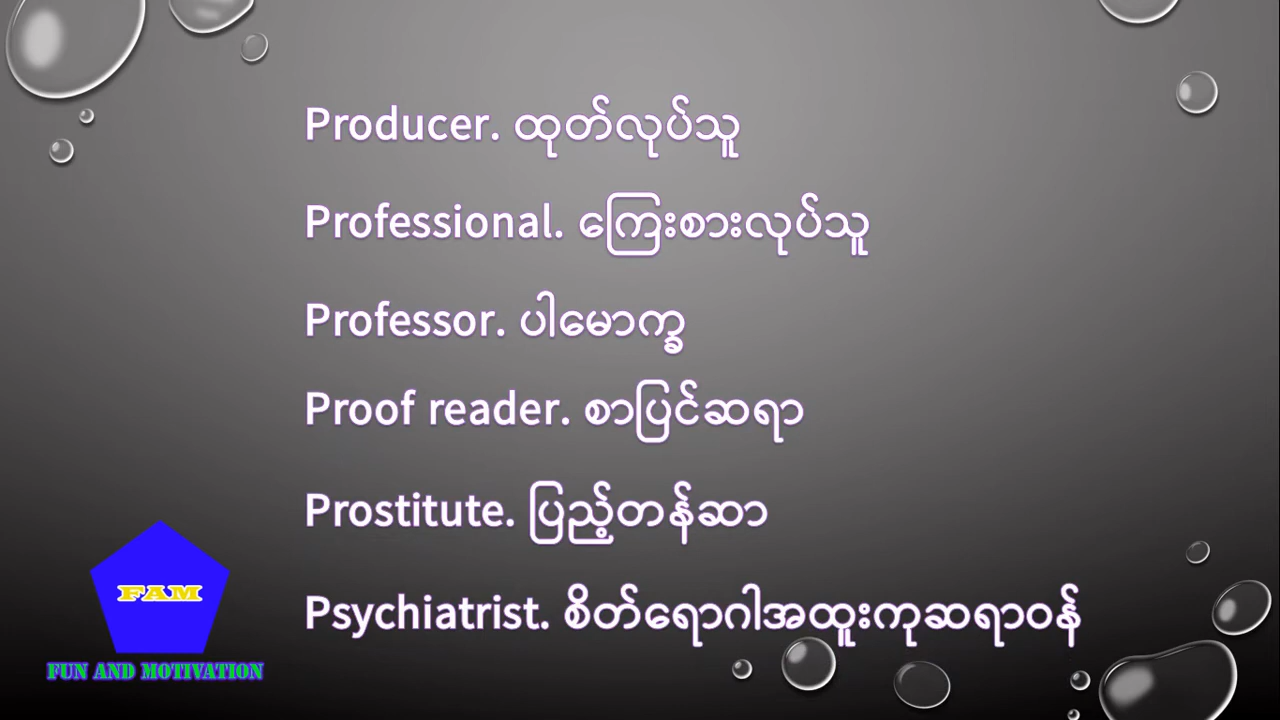 Producer. ထုတ်လုပ်သူ
Professional. ကြေးစားလုပ်သူ
Professor. ပါမောက္ခ
Proof reader. စာပြင်ဆရာ
Prostitute. ပြည့်တန်ဆာ
Psychiatrist. စိတ်ရောဂါအထူးကုဆရာဝန်
FAM
FUN AND MOTIVATION